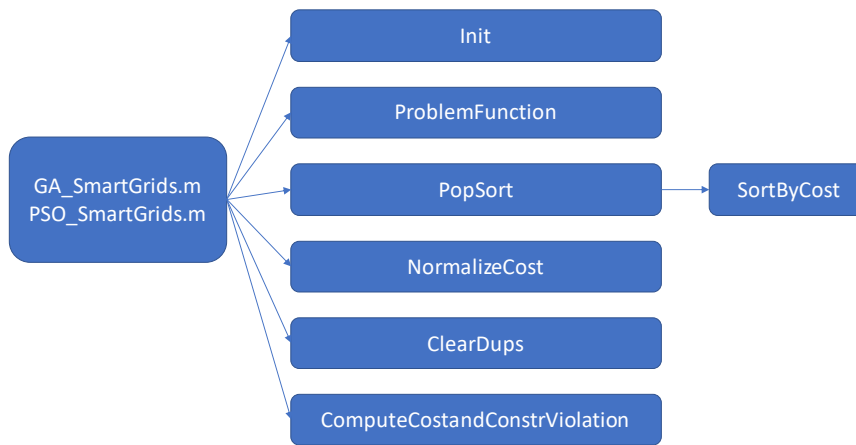 Init
ProblemFunction
GA_SmartGrids.m
PSO_SmartGrids.m
PopSort
SortByCost
NormalizeCost
ClearDups
ComputeCostandConstrViolation